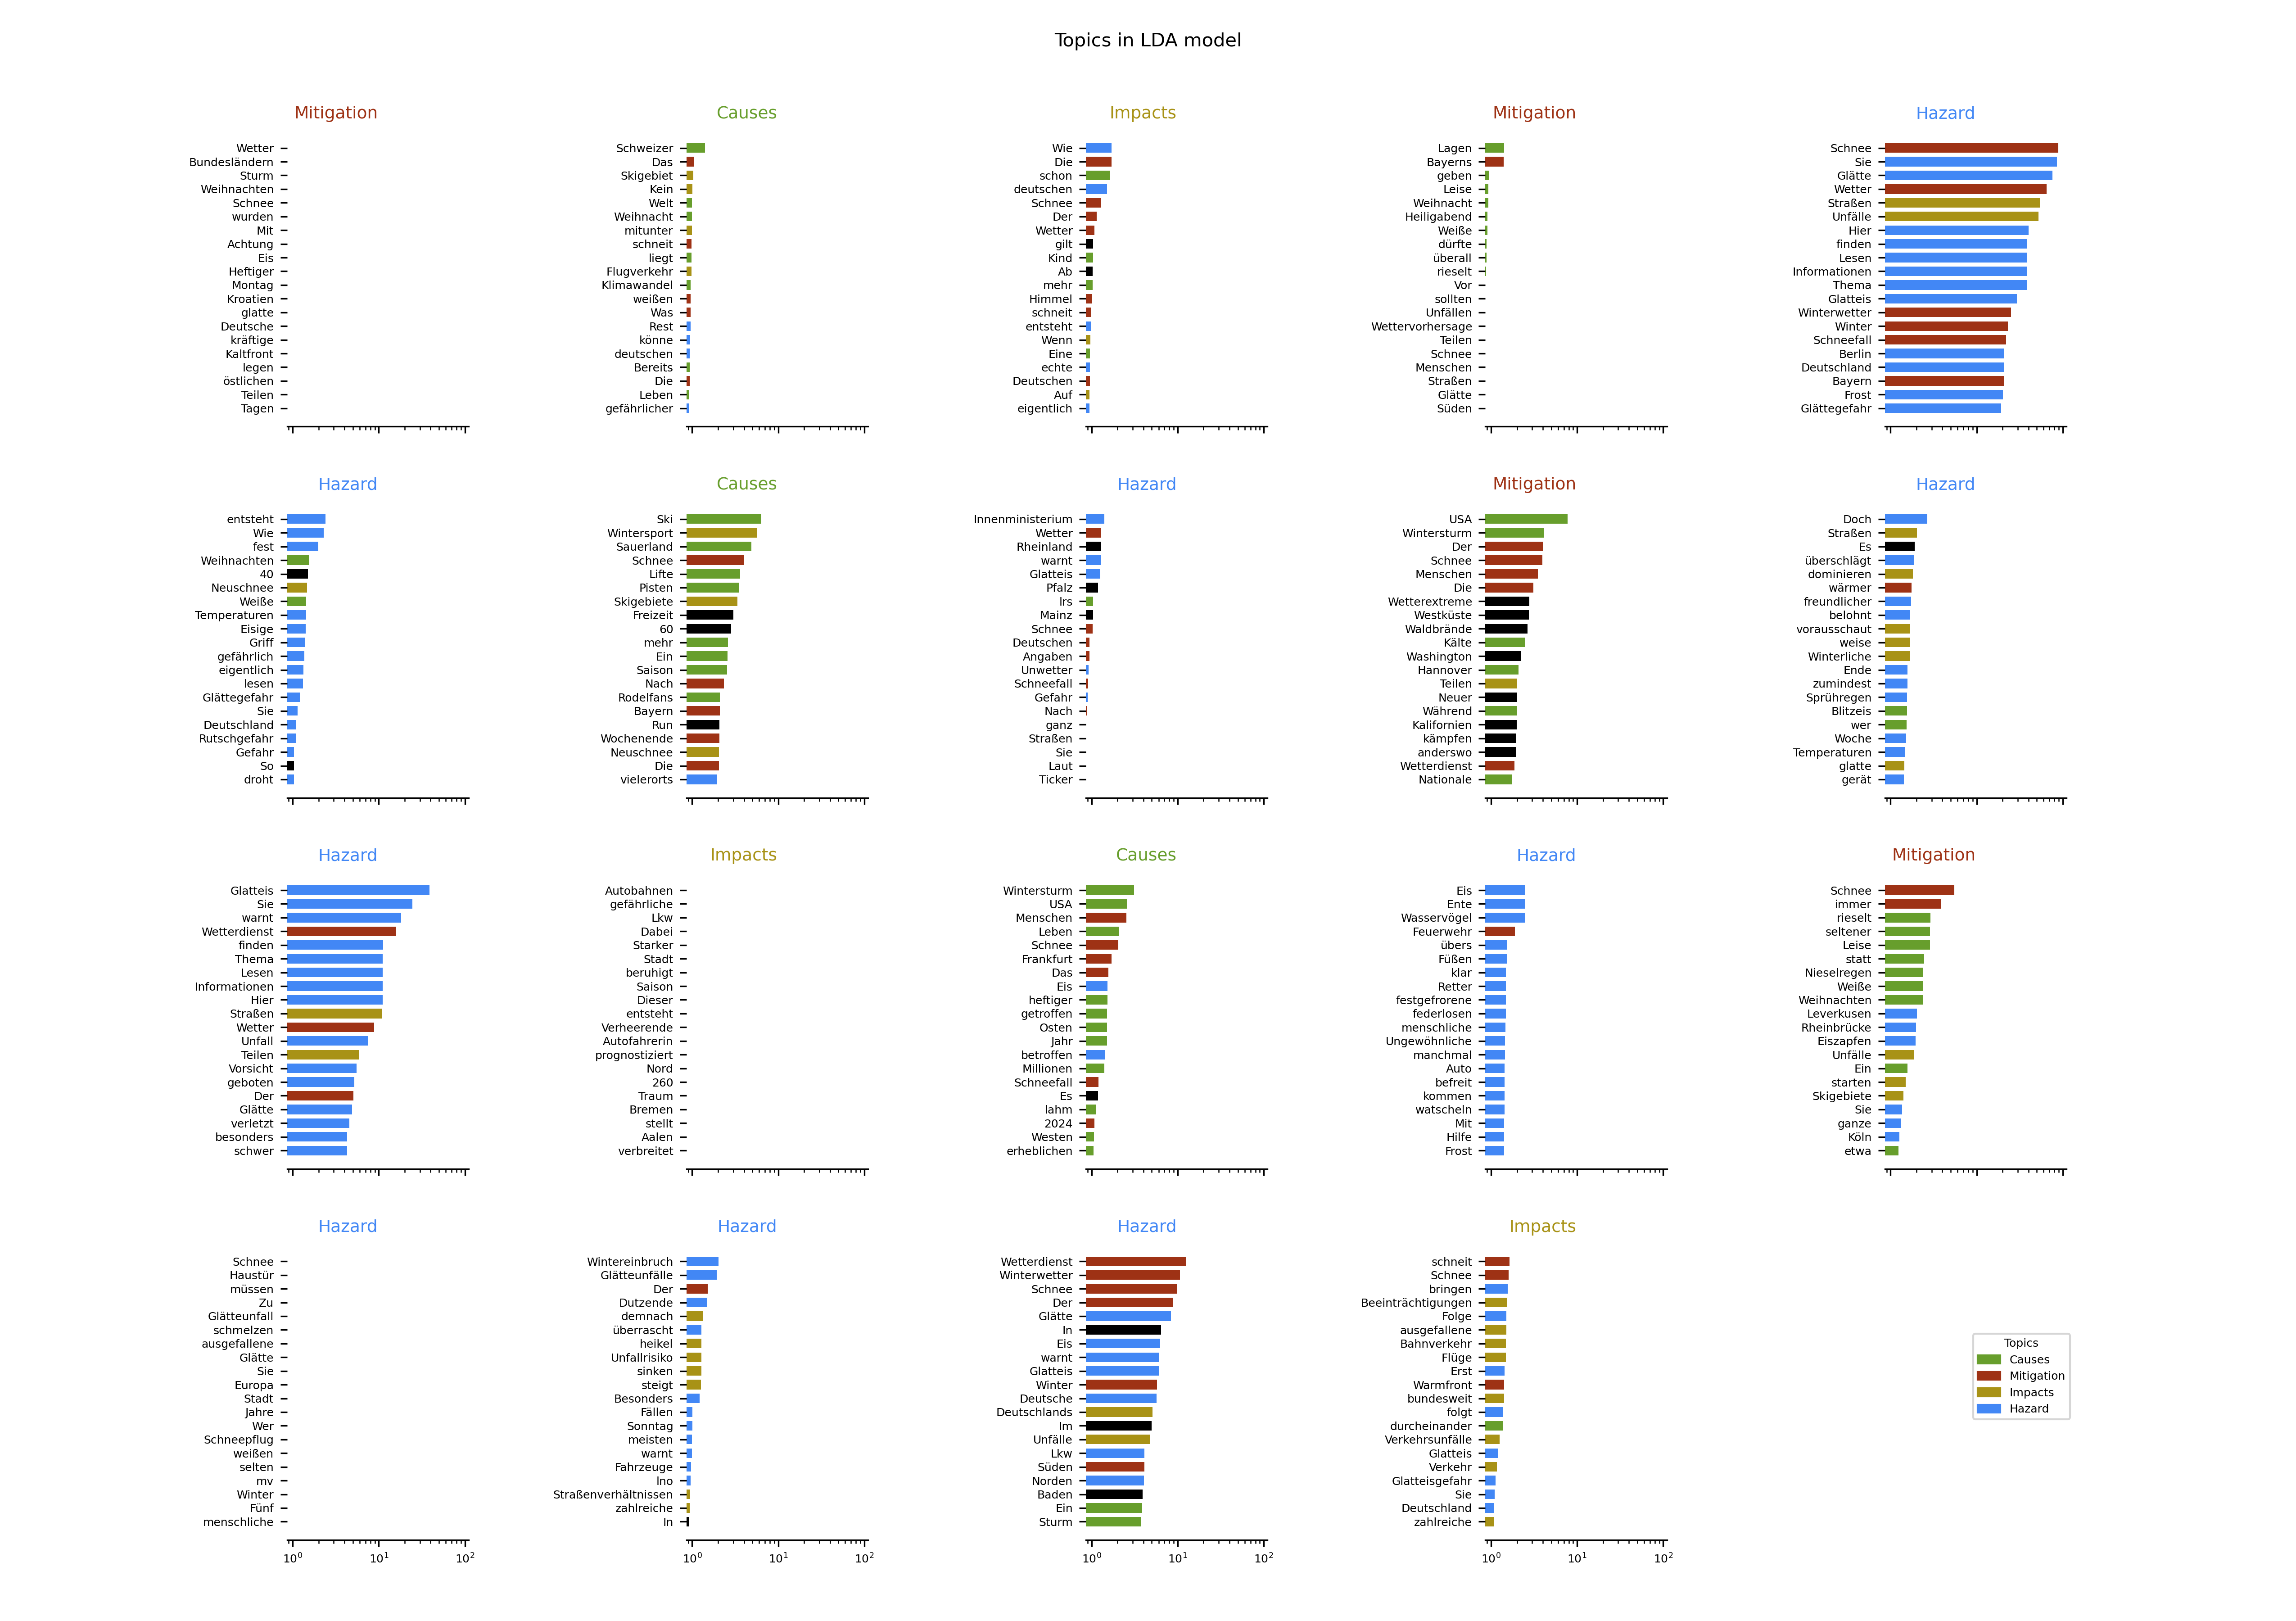 Topics in LDA model
Mitigation
Wetter
Bundesländern
Sturm
Weihnachten
Schnee
wurden
Mit
Achtung
Eis
Heftiger
Montag
Kroatien
glatte
Deutsche
kräftige
Kaltfront
legen
östlichen
Teilen
Tagen
Causes
Schweizer
Das
Skigebiet
Kein
Welt
Weihnacht
mitunter
schneit
liegt
Flugverkehr
Klimawandel
weißen
Was
Rest
könne
deutschen
Bereits
Die
Leben
gefährlicher
Impacts
Wie
Die
schon
deutschen
Schnee
Der
Wetter
gilt
Kind
Ab
mehr
Himmel
schneit
entsteht
Wenn
Eine
echte
Deutschen
Auf
eigentlich
Mitigation
Lagen
Bayerns
geben
Leise
Weihnacht
Heiligabend
Weiße
dürfte
überall
rieselt
Vor
sollten
Unfällen
Wettervorhersage
Teilen
Schnee
Menschen
Straßen
Glätte
Süden
Hazard
Schnee
Sie
Glätte
Wetter
Straßen
Unfälle
Hier
finden
Lesen
Informationen
Thema
Glatteis
Winterwetter
Winter
Schneefall
Berlin
Deutschland
Bayern
Frost
Glättegefahr
Hazard
entsteht
Wie
fest
Weihnachten
40
Neuschnee
Weiße
Temperaturen
Eisige
Griff
gefährlich
eigentlich
lesen
Glättegefahr
Sie
Deutschland
Rutschgefahr
Gefahr
So
droht
Causes
Ski
Wintersport
Sauerland
Schnee
Lifte
Pisten
Skigebiete
Freizeit
60
mehr
Ein
Saison
Nach
Rodelfans
Bayern
Run
Wochenende
Neuschnee
Die
vielerorts
Hazard
Innenministerium
Wetter
Rheinland
warnt
Glatteis
Pfalz
lrs
Mainz
Schnee
Deutschen
Angaben
Unwetter
Schneefall
Gefahr
Nach
ganz
Straßen
Sie
Laut
Ticker
Mitigation
USA
Wintersturm
Der
Schnee
Menschen
Die
Wetterextreme
Westküste
Waldbrände
Kälte
Washington
Hannover
Teilen
Neuer
Während
Kalifornien
kämpfen
anderswo
Wetterdienst
Nationale
Hazard
Doch
Straßen
Es
überschlägt
dominieren
wärmer
freundlicher
belohnt
vorausschaut
weise
Winterliche
Ende
zumindest
Sprühregen
Blitzeis
wer
Woche
Temperaturen
glatte
gerät
Hazard
Glatteis
Sie
warnt
Wetterdienst
finden
Thema
Lesen
Informationen
Hier
Straßen
Wetter
Unfall
Teilen
Vorsicht
geboten
Der
Glätte
verletzt
besonders
schwer
Impacts
Autobahnen
gefährliche
Lkw
Dabei
Starker
Stadt
beruhigt
Saison
Dieser
entsteht
Verheerende
Autofahrerin
prognostiziert
Nord
260
Traum
Bremen
stellt
Aalen
verbreitet
Causes
Wintersturm
USA
Menschen
Leben
Schnee
Frankfurt
Das
Eis
heftiger
getroffen
Osten
Jahr
betroffen
Millionen
Schneefall
Es
lahm
2024
Westen
erheblichen
Hazard
Eis
Ente
Wasservögel
Feuerwehr
übers
Füßen
klar
Retter
festgefrorene
federlosen
menschliche
Ungewöhnliche
manchmal
Auto
befreit
kommen
watscheln
Mit
Hilfe
Frost
Mitigation
Schnee
immer
rieselt
seltener
Leise
statt
Nieselregen
Weiße
Weihnachten
Leverkusen
Rheinbrücke
Eiszapfen
Unfälle
Ein
starten
Skigebiete
Sie
ganze
Köln
etwa
Hazard
Schnee
Haustür
müssen
Zu
Glätteunfall
schmelzen
ausgefallene
Glätte
Sie
Europa
Stadt
Jahre
Wer
Schneepflug
weißen
selten
mv
Winter
Fünf
menschliche
10⁰ 10¹ 10²
Hazard
Wintereinbruch
Glätteunfälle
Der
Dutzende
demnach
überrascht
heikel
Unfallrisiko
sinken
steigt
Besonders
Fällen
Sonntag
meisten
warnt
Fahrzeuge
lno
Straßenverhältnissen
zahlreiche
In
10⁰ 10¹ 10²
Hazard
Wetterdienst
Winterwetter
Schnee
Der
Glätte
In
Eis
warnt
Glatteis
Winter
Deutsche
Deutschlands
Im
Unfälle
Lkw
Süden
Norden
Baden
Ein
Sturm
10⁰ 10¹ 10²
Impacts
schneit
Schnee
bringen
Beeinträchtigungen
Folge
ausgefallene
Bahnverkehr
Flüge
Erst
Warmfront
bundesweit
folgt
durcheinander
Verkehrsunfälle
Glatteis
Verkehr
Glatteisgefahr
Sie
Deutschland
zahlreiche
10⁰ 10¹ 10²
Topics
Causes
Mitigation
Impacts
Hazard